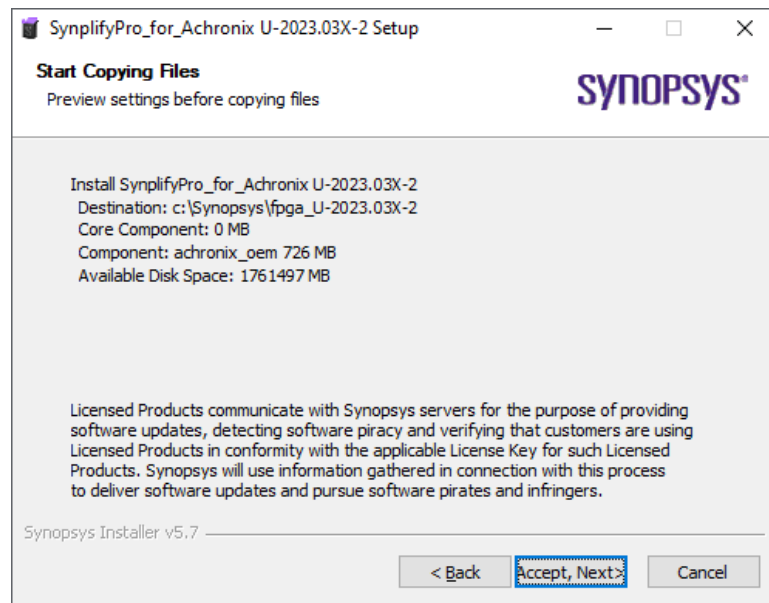 SynplifyPro_for_Achronix U-2023.03X-2 Setup
Start Copying Files
Preview settings before copying files
SYNOPSYS®
Install SynplifyPro_for_Achronix U-2023.03X-2
Destination: c:\Synopsys\fpga_U-2023.03X-2
Core Component: 0 MB
Component: achronix_oem 726 MB
Available Disk Space: 1761497 MB
Licensed Products communicate with Synopsys servers for the purpose of providing
software updates, detecting software piracy and verifying that customers are using
Licensed Products in conformity with the applicable License Key for such Licensed
Products. Synopsys will use information gathered in connection with this process
to deliver software updates and pursue software pirates and infringers.
Synopsys Installer v5.7
< Back
Accept, Next>
Cancel